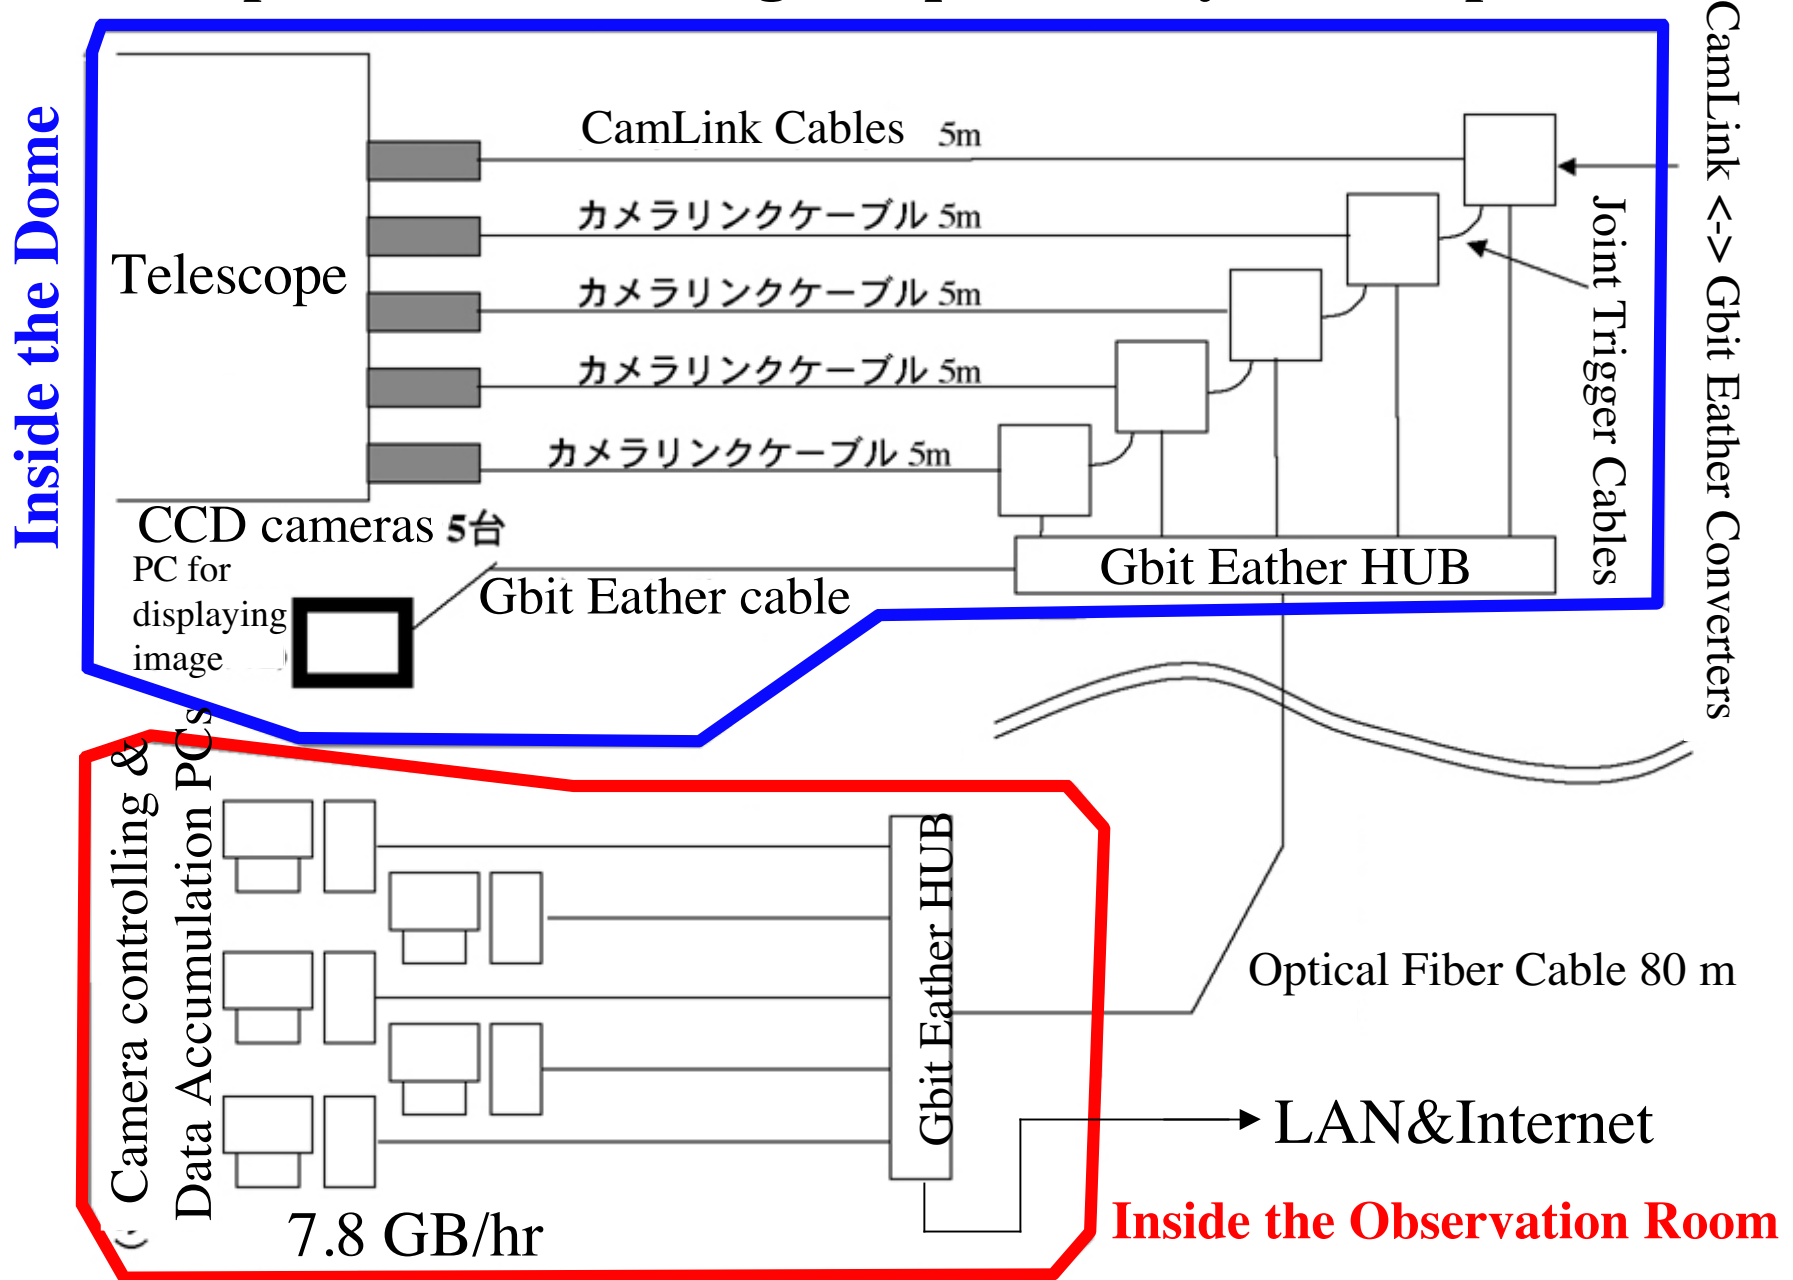 CamLink Cables 5m
カメラリンクケーブル 5m
カメラリンクケーブル 5m
カメラリンクケーブル 5m
カメラリンクケーブル 5m
Telescope
Inside the Dome
CamLink <-> Gbit Eather Converters
Joint Trigger Cables
CCD cameras 5台
PC for
displaying
image
Gbit Eather cable
Gbit Eather HUB
Camera controlling &
Data Accumulation PCs
Gbit Eather HUB
Optical Fiber Cable 80 m
LAN&Internet
7.8 GB/hr
Inside the Observation Room